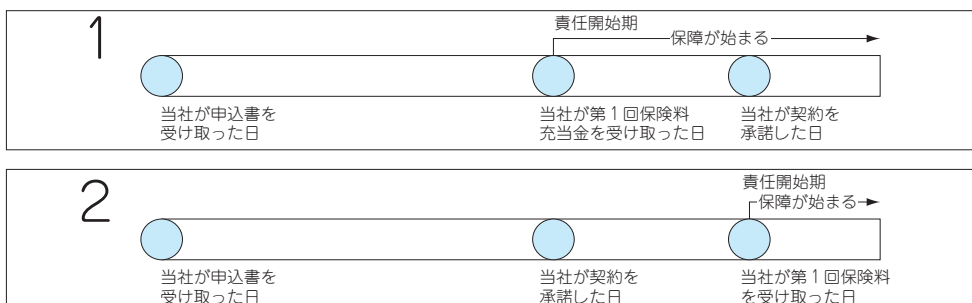 1
責任開始期
保障が始まる
当社が申込書を
受け取った日
当社が第1回保険料
充当金を受け取った日
当社が契約を
承諾した日
2
責任開始期
保障が始まる
当社が申込書を
受け取った日
当社が契約を
承諾した日
当社が第1回保険料
を受け取った日